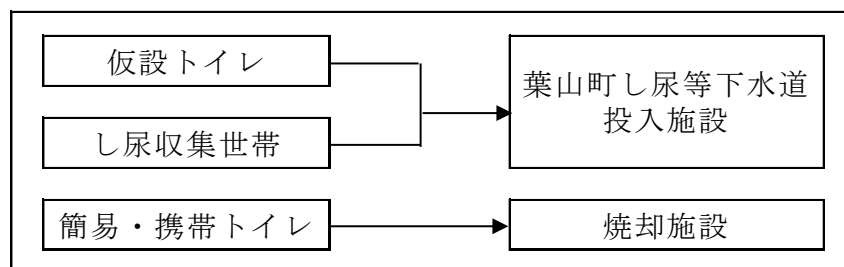 仮設トイレ
し尿収集世帯
葉山町し尿等下水道
投入施設
簡易・携帯トイレ
焼却施設